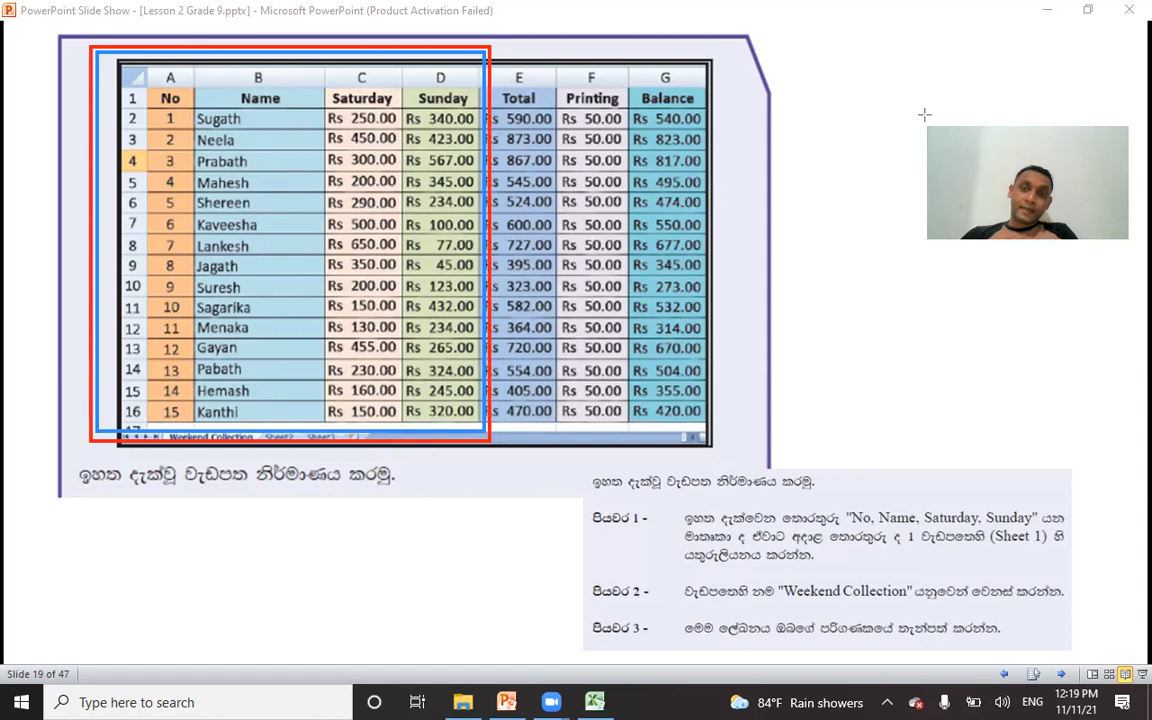 PowerPoint Slide Show - [Lesson 2 Grade 9.pptx] - Microsoft PowerPoint (Product Activation Failed)
A B C D E F G
1 No Name Saturday Sunday Total Printing Balance
2 1 Sugath Rs 250.00 Rs 340.00 Rs 590.00 Rs 50.00 Rs 540.00
3 2 Neela Rs 450.00 Rs 423.00 Rs 873.00 Rs 50.00 Rs 823.00
4 3 Prabath Rs 300.00 Rs 567.00 Rs 867.00 Rs 50.00 Rs 817.00
5 4 Mahesh Rs 200.00 Rs 345.00 Rs 545.00 Rs 50.00 Rs 495.00
6 5 Shereen Rs 290.00 Rs 234.00 Rs 524.00 Rs 50.00 Rs 474.00
7 6 Kaveesha Rs 500.00 Rs 100.00 Rs 600.00 Rs 50.00 Rs 550.00
8 7 Lankesh Rs 650.00 Rs 77.00 Rs 727.00 Rs 50.00 Rs 677.00
9 8 Jagath Rs 350.00 Rs 45.00 Rs 395.00 Rs 50.00 Rs 345.00
10 9 Suresh Rs 200.00 Rs 123.00 Rs 323.00 Rs 50.00 Rs 273.00
11 10 Sagarika Rs 150.00 Rs 432.00 Rs 582.00 Rs 50.00 Rs 532.00
12 11 Menaka Rs 130.00 Rs 234.00 Rs 364.00 Rs 50.00 Rs 314.00
13 12 Gayan Rs 455.00 Rs 265.00 Rs 720.00 Rs 50.00 Rs 670.00
14 13 Pabath Rs 230.00 Rs 324.00 Rs 554.00 Rs 50.00 Rs 504.00
15 14 Hemash Rs 160.00 Rs 245.00 Rs 405.00 Rs 50.00 Rs 355.00
16 15 Kanthi Rs 150.00 Rs 320.00 Rs 470.00 Rs 50.00 Rs 420.00
Weekend Collection Sheet2
ඉහත දැක්වූ වැඩපත නිර්මාණය කරමු.
ඉහත දැක්වූ වැඩපත නිර්මාණය කරමු.
පියවර 1 - ඉහත දැක්වෙන තොරතුරු "No, Name, Saturday, Sunday" යන
මාතෘකා ද ඒවාට අදාළ තොරතුරු ද 1 වැඩපතෙහි (Sheet 1) හි
යතුරුලියනය කරන්න.
පියවර 2 - වැඩපතෙහි නම "Weekend Collection" යනුවෙන් වෙනස් කරන්න.
පියවර 3 - මෙම ලේඛනය ඔබගේ පරිගණකයේ තැන්පත් කරන්න.
Slide 19 of 47
Type here to search
84°F Rain showers
ENG
12:19 PM
11/11/21